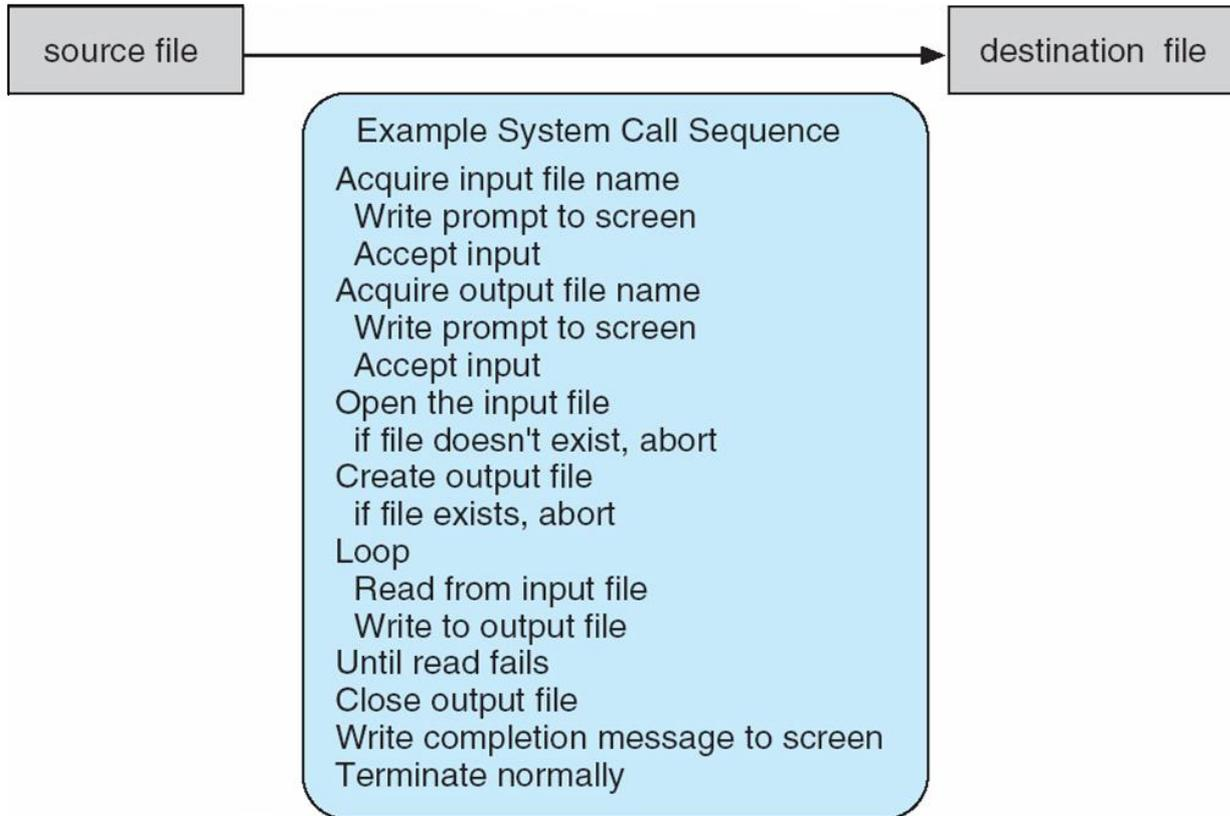 source file
destination file
Example System Call Sequence
Acquire input file name
Write prompt to screen
Accept input
Acquire output file name
Write prompt to screen
Accept input
Open the input file
if file doesn't exist, abort
Create output file
if file exists, abort
Loop
Read from input file
Write to output file
Until read fails
Close output file
Write completion message to screen
Terminate normally